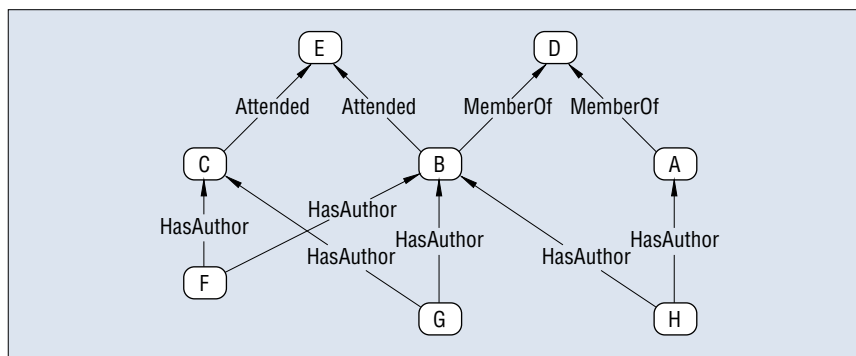 E
D
Attended
Attended
MemberOf
MemberOf
C
B
A
HasAuthor
HasAuthor
HasAuthor
HasAuthor
HasAuthor
HasAuthor
F
G
H